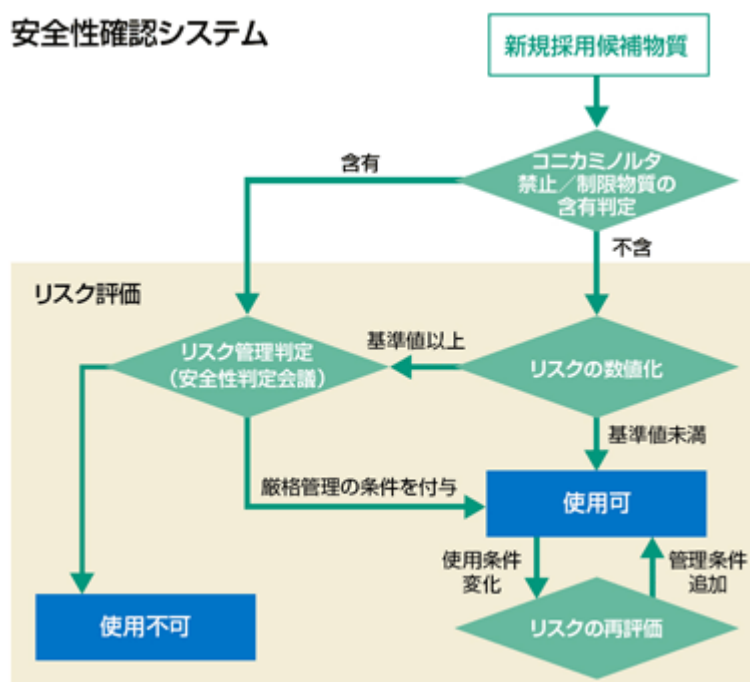 安全性確認システム
新規採用候補物質
コニカミノルタ
禁止／制限物質の
含有判定
含有
不含
リスク評価
リスク管理判定
（安全性判定会議）
基準値以上
リスクの数値化
基準値未満
厳格管理の条件を付与
使用可
使用条件
変化
管理条件
追加
使用不可
リスクの再評価